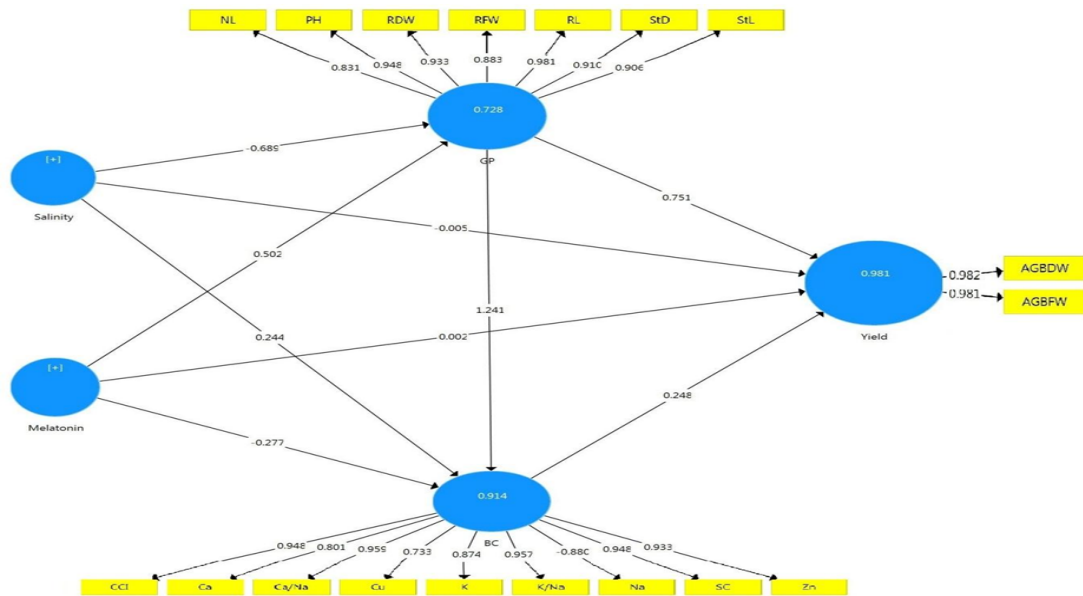 NL PH RDW RFW RL StD StL
0.831 0.948 0.933 0.883 0.981 0.910 0.906
0.728
GP
[+]
Salinity
-0.689
0.751
-0.005
0.502
0.981
Yield
0.982 AGBDW
0.981 AGBFW
1.241
0.244
0.002
[+]
Melatonin
0.248
-0.277
0.914
BC
0.948 0.801 0.959 0.733 0.874 0.957 -0.880 0.948 0.933
CCI Ca Ca/Na Cu K K/Na Na SC Zn